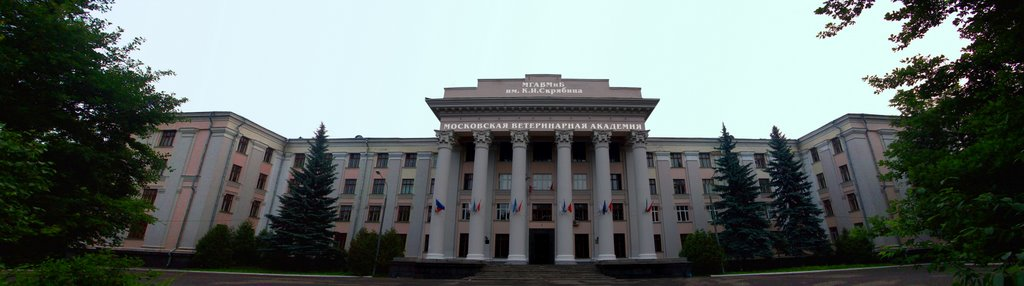 МГАВМиБ
им. К.И.Скрябина
МОСКОВСКАЯ ВЕТЕРИНАРНАЯ АКАДЕМИЯ